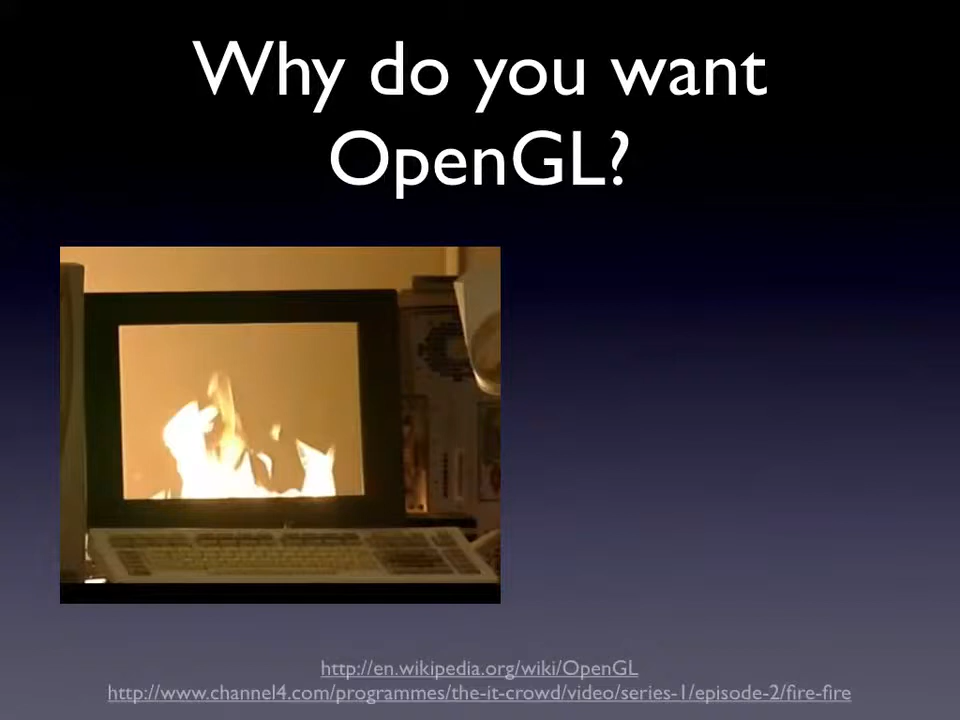 Why do you want
OpenGL?
http://en.wikipedia.org/wiki/OpenGL
http://www.channel4.com/programmes/the-it-crowd/video/series-1/episode-2/fire-fire